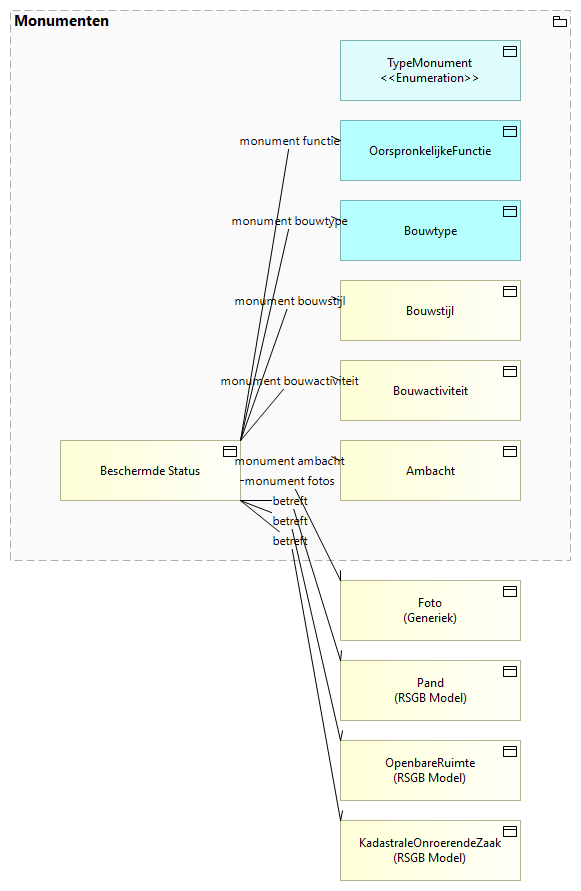 Monumenten
TypeMonument
<<Enumeration>>
monument functie
OorspronkelijkeFunctie
monument bouwtype
Bouwtype
monument bouwstijl
Bouwstijl
monument bouwactiviteit
Bouwactiviteit
Beschermde Status
monument ambacht
Ambacht
monument fotos
betreft
betreft
betreft
Foto
(Generiek)
Pand
(RSGB Model)
OpenbareRuimte
(RSGB Model)
KadastraleOnroerendeZaak
(RSGB Model)